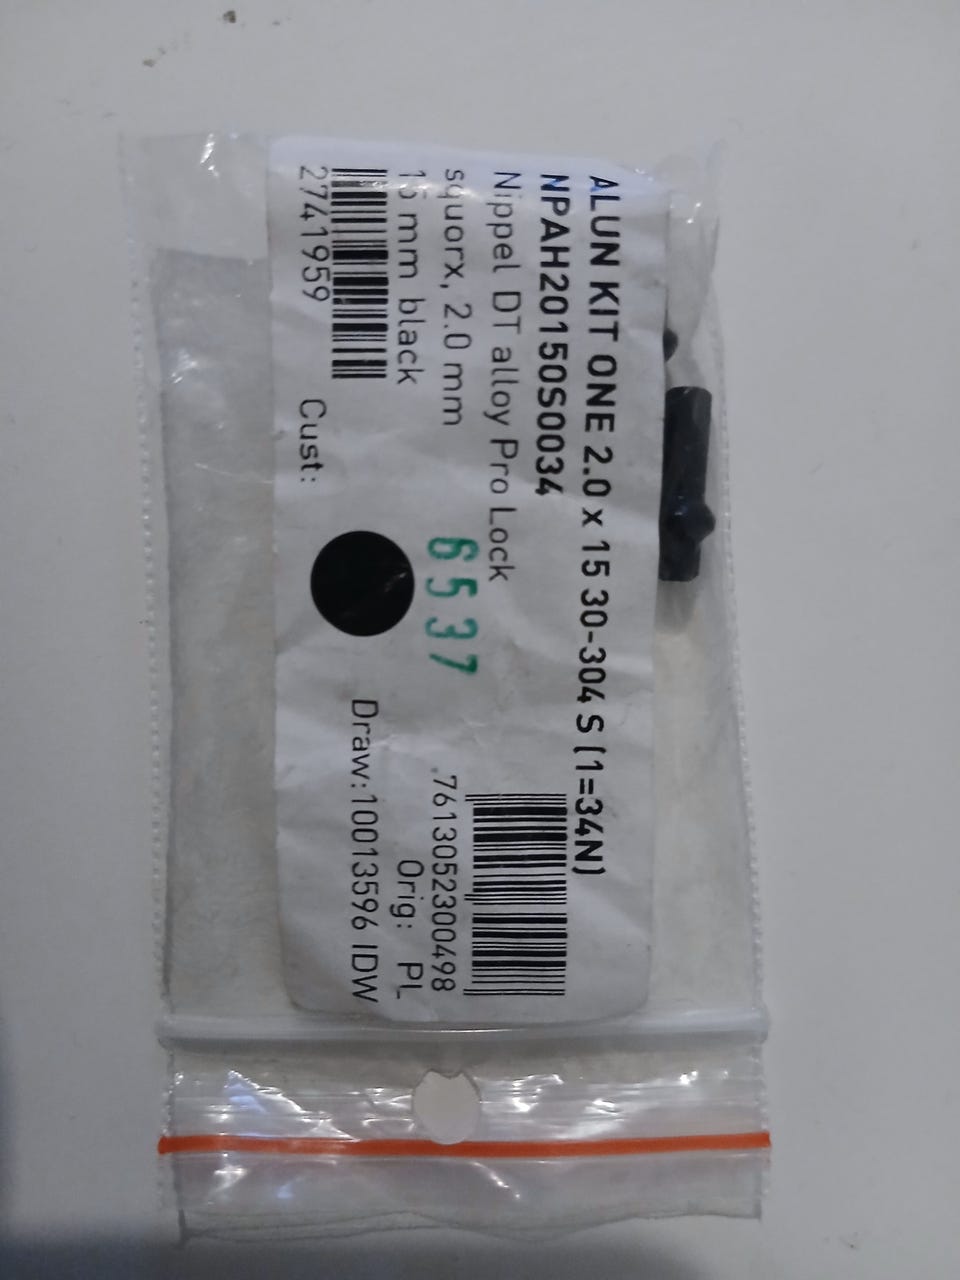 ALUN KIT ONE 2.0 x 15 30-304 S (1=34N)
NPAH20150S0034
Nippel DT alloy Pro Lock
squorx, 2.0 mm
15 mm black
2741959
Cust:
6537
.7613052300498
Orig: PL
Draw:10013596 IDW